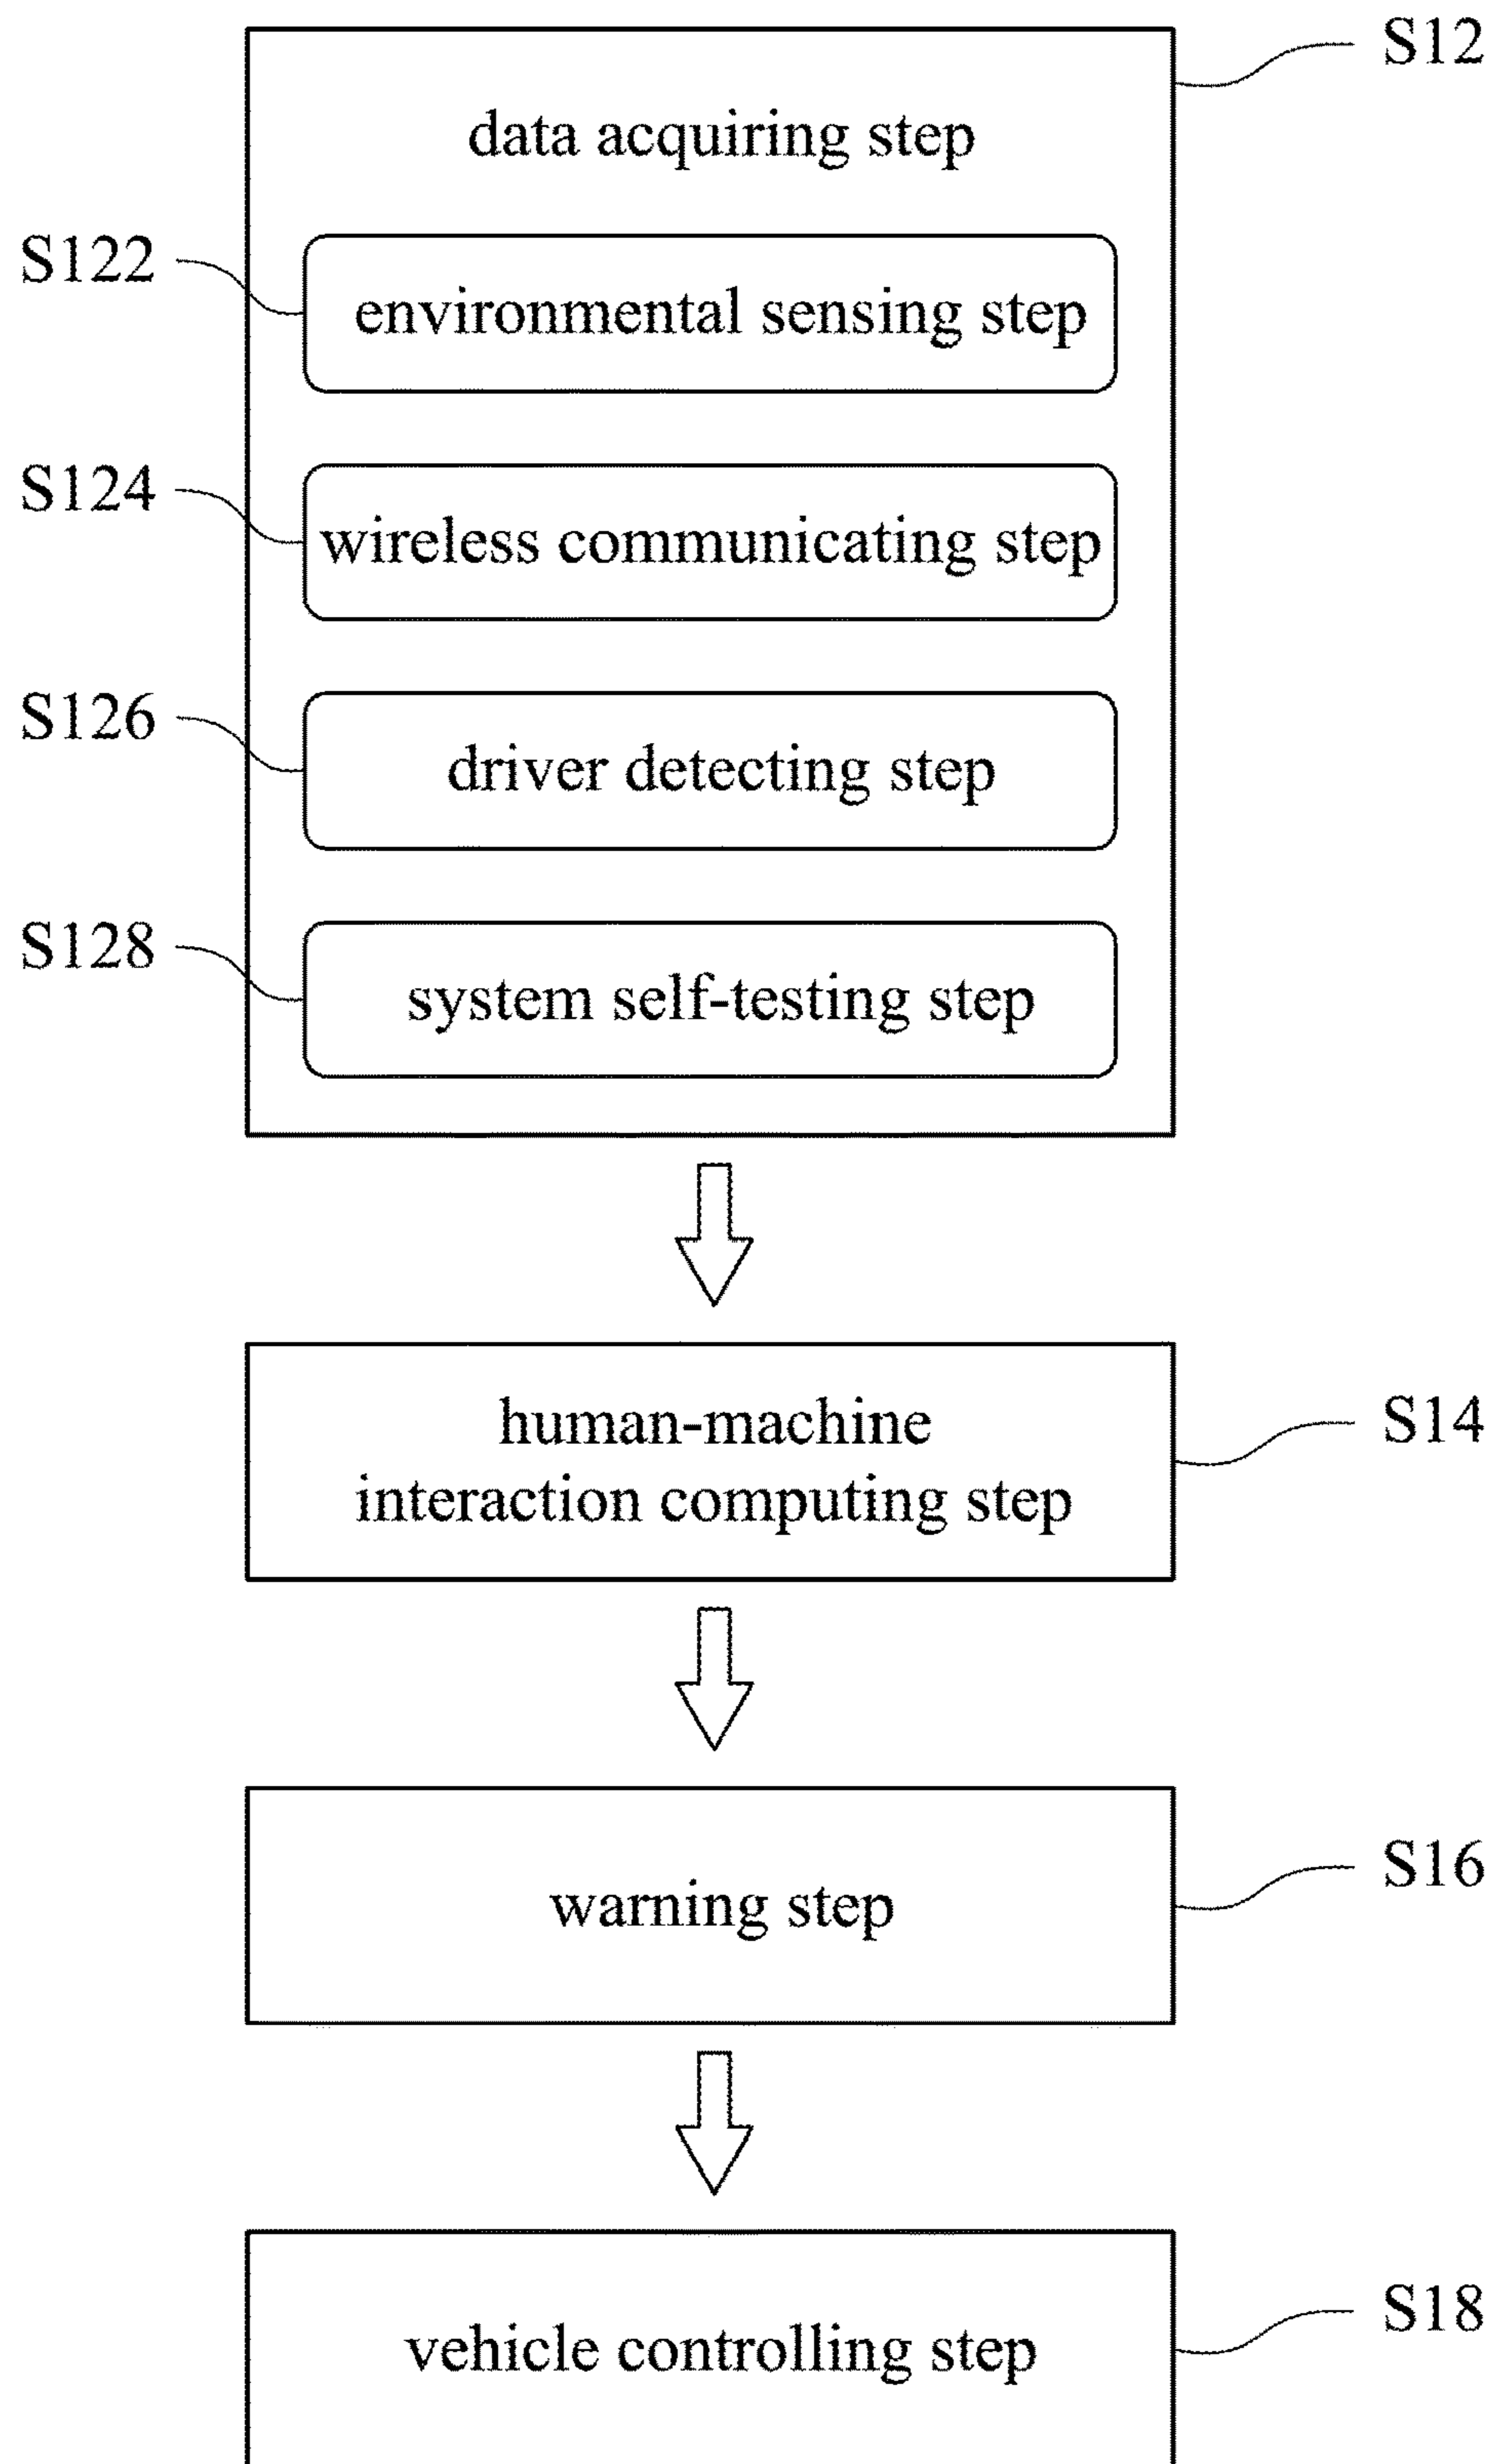 S12
data acquiring step
S122
environmental sensing step
S124
wireless communicating step
S126
driver detecting step
S128
system self-testing step
human-machine
interaction computing step
S14
warning step
S16
vehicle controlling step
S18